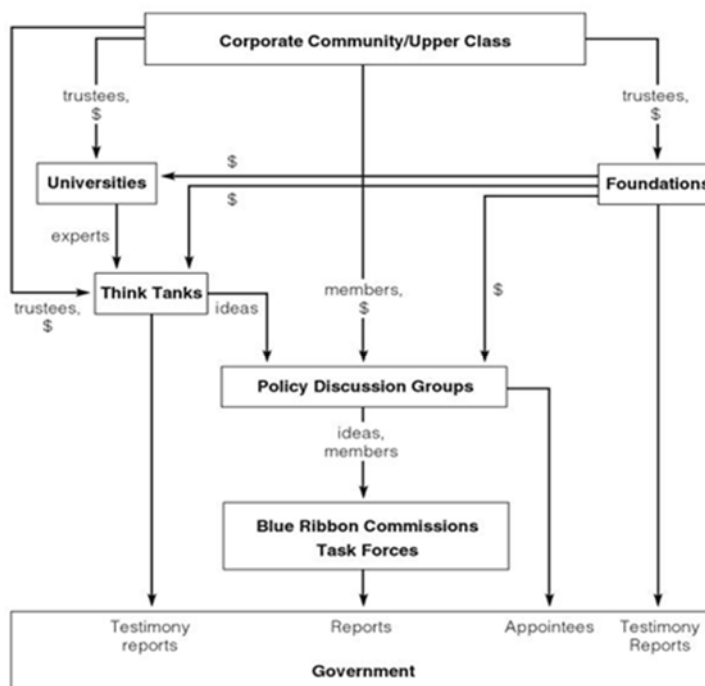 Corporate Community/Upper Class
trustees,
$
trustees,
$
$
Universities
Foundations
$
experts
Think Tanks
trustees,
$
ideas
members,
$
$
Policy Discussion Groups
ideas,
members
Blue Ribbon Commissions
Task Forces
Testimony
reports
Reports
Appointees
Testimony
Reports
Government